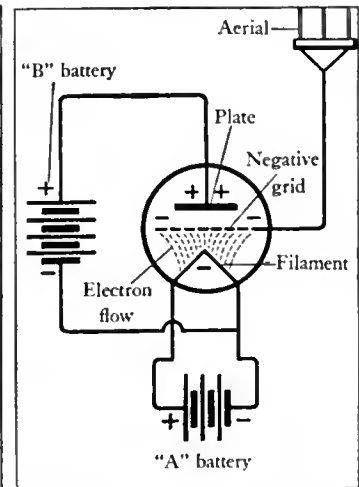 Aerial
“B” battery
Plate
+
+ +
Negative
grid
- -
-
Filament
-
Electron
flow
+ -
“A” battery